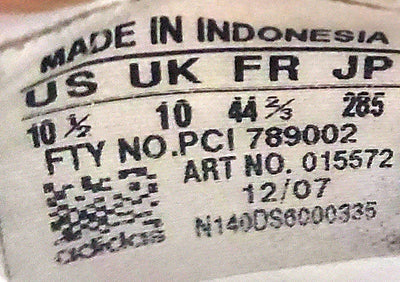 MADE IN INDONESIA
US UK FR JP
10 ½ 10 44 ⅔ 285
FTY NO.PCI 789002
ART NO. 015572
12/07
adidas N140DS6000335